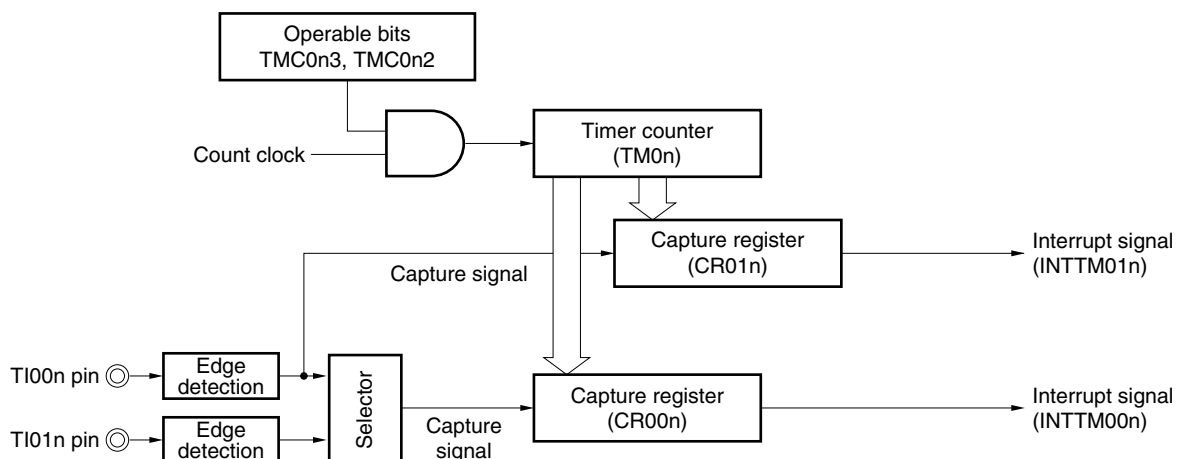 Operable bits
TMC0n3, TMC0n2
Count clock
Timer counter
(TM0n)
Capture register
(CR01n)
Interrupt signal
(INTTM01n)
Capture signal
TI00n pin
Edge
detection
Selector
Capture register
(CR00n)
Interrupt signal
(INTTM00n)
TI01n pin
Edge
detection
Capture
signal